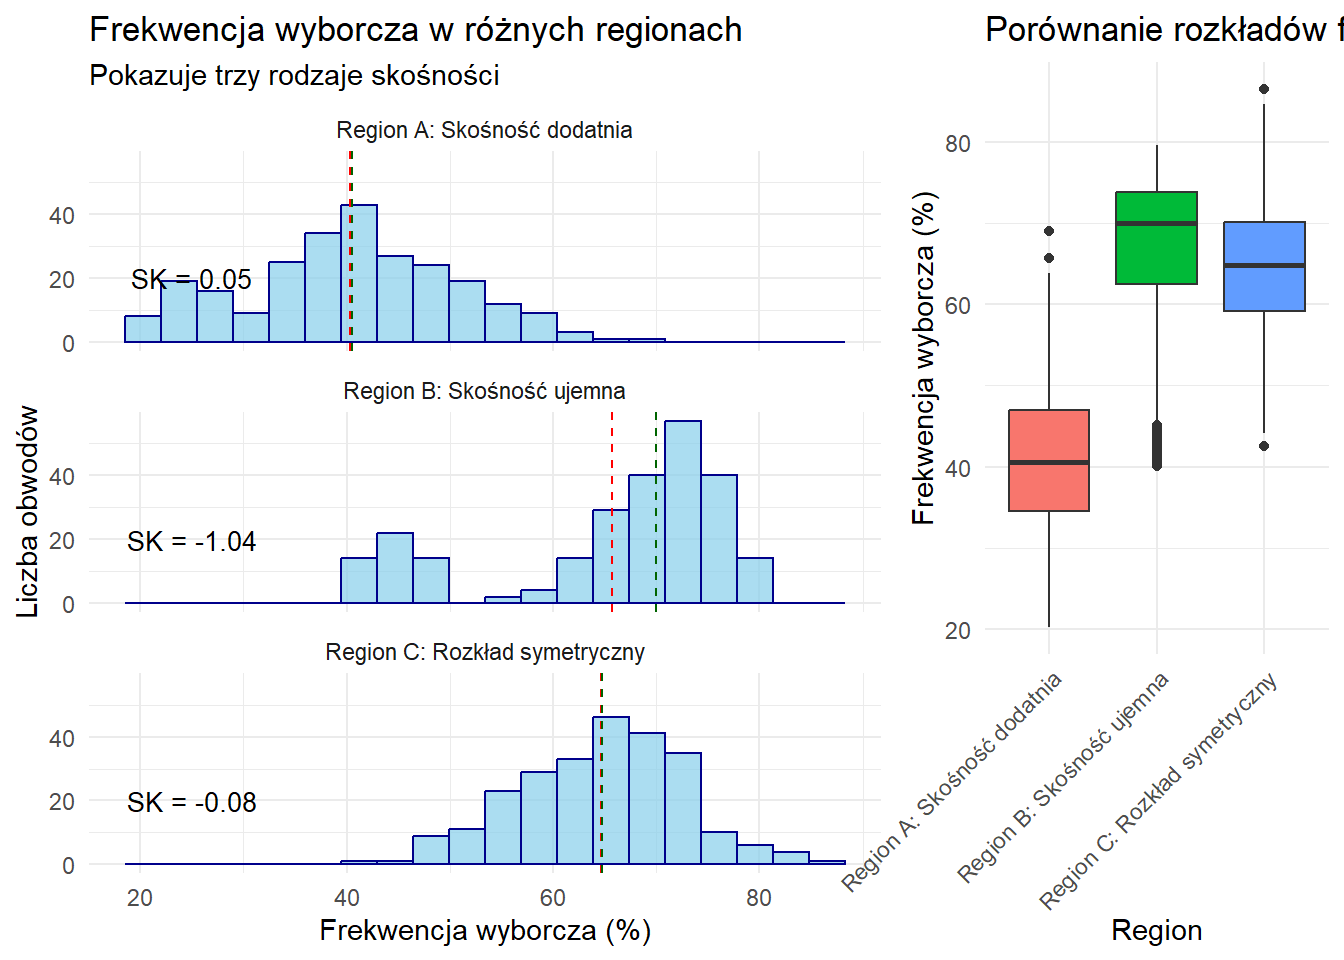 Frekwencja wyborcza w różnych regionach
Pokazuje trzy rodzaje skośności
Region A: Skośność dodatnia
40
20
0
SK = 0.05
Region B: Skośność ujemna
40
20
0
SK = -1.04
Region C: Rozkład symetryczny
40
20
0
SK = -0.08
20 40 60 80
Liczba obwodów
Frekwencja wyborcza (%)
Porównanie rozkładów f
80
60
40
20
Frekwencja wyborcza (%)
Region A: Skośność dodatnia
Region B: Skośność ujemna
Region C: Rozkład symetryczny
Region